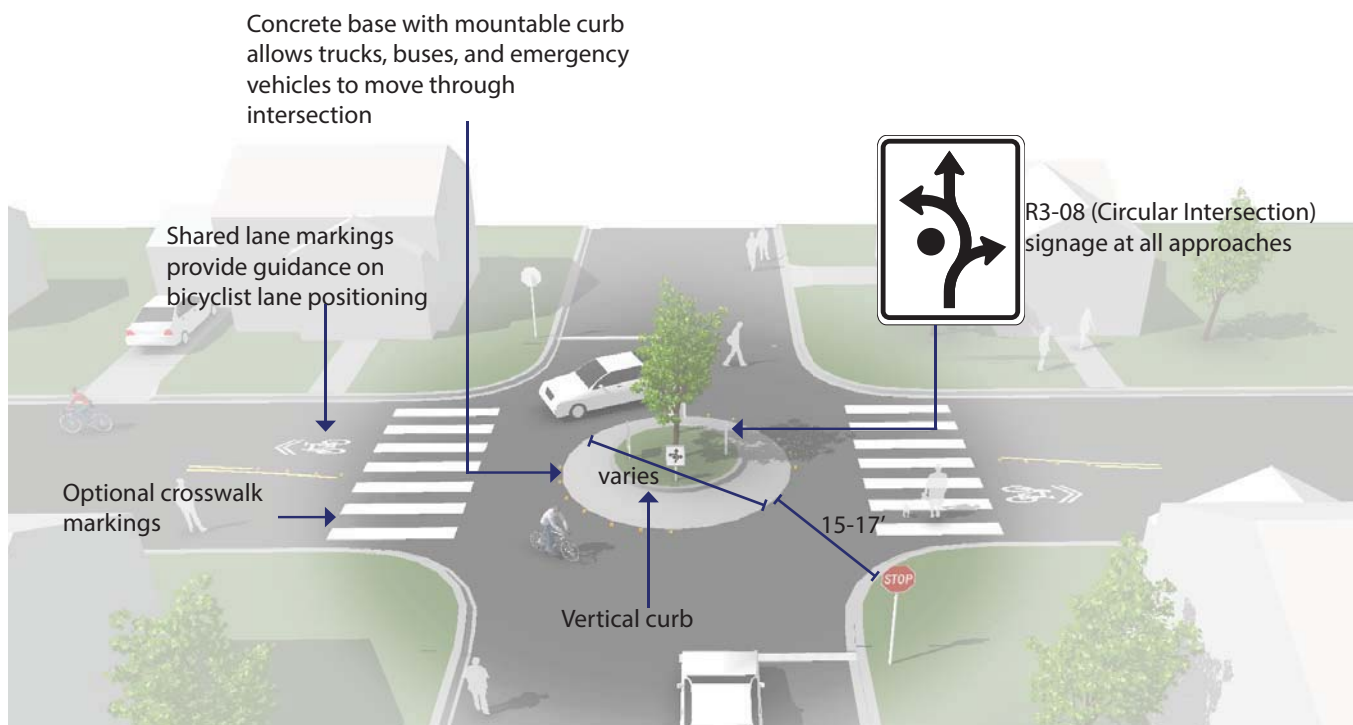 Concrete base with mountable curb
allows trucks, buses, and emergency
vehicles to move through
intersection
R3-08 (Circular Intersection)
signage at all approaches
Shared lane markings
provide guidance on
bicyclist lane positioning
Optional crosswalk
markings
varies
15-17’
STOP
Vertical curb